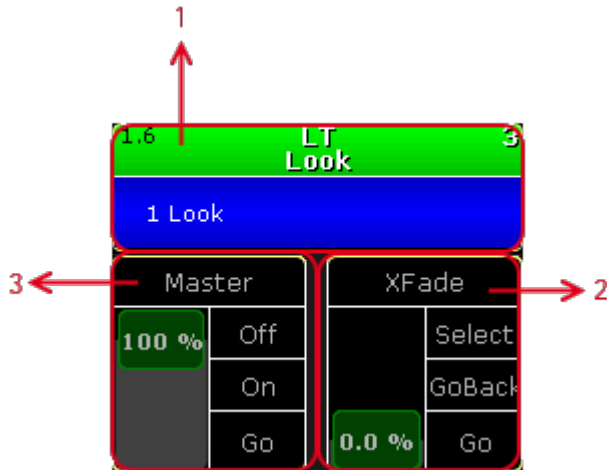 1
1.6 LT 3
Look
1 Look
3 Master XFade 2
100 % Off Select
On GoBack
Go 0.0 % Go